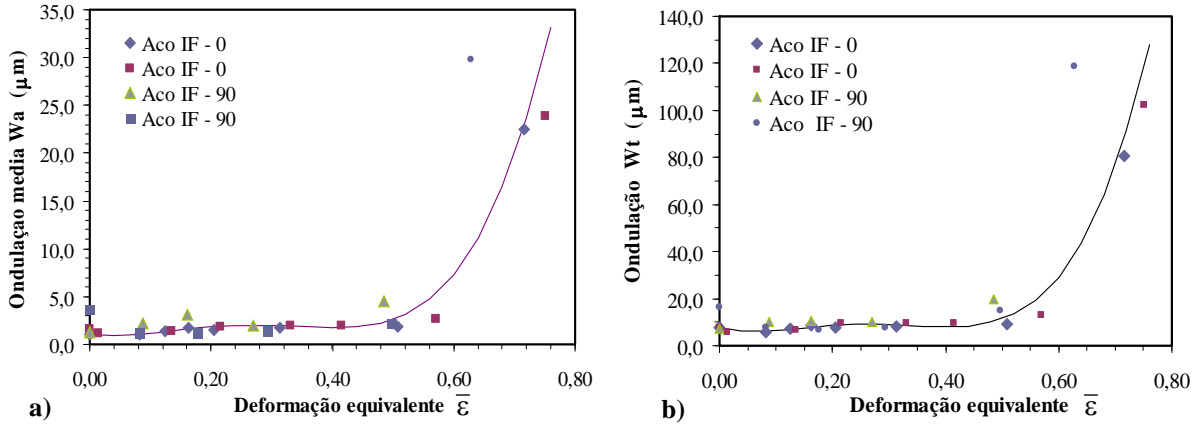 Ondulaçao media Wa (μm)
35,0
30,0
25,0
20,0
15,0
10,0
5,0
0,0
Aco IF - 0
Aco IF - 0
Aco IF - 90
Aco IF - 90
0,00 0,20 0,40 0,60 0,80
Deformação equivalente ε̅
a)
Ondulação Wt (μm)
140,0
120,0
100,0
80,0
60,0
40,0
20,0
0,0
Aco IF - 0
Aco IF - 0
Aco IF - 90
Aco IF - 90
0,00 0,20 0,40 0,60 0,80
Deformação equivalente ε̅
b)